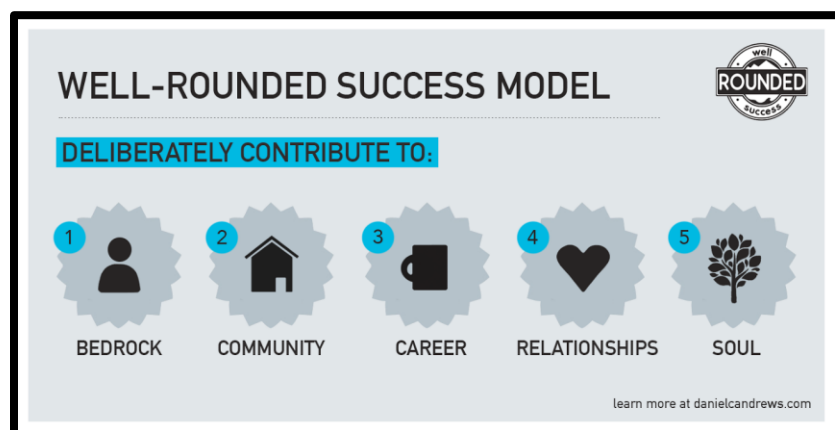 WELL-ROUNDED SUCCESS MODEL
well
ROUNDED
success
DELIBERATELY CONTRIBUTE TO:
1
2
3
4
5
BEDROCK
COMMUNITY
CAREER
RELATIONSHIPS
SOUL
learn more at danielcandrews.com